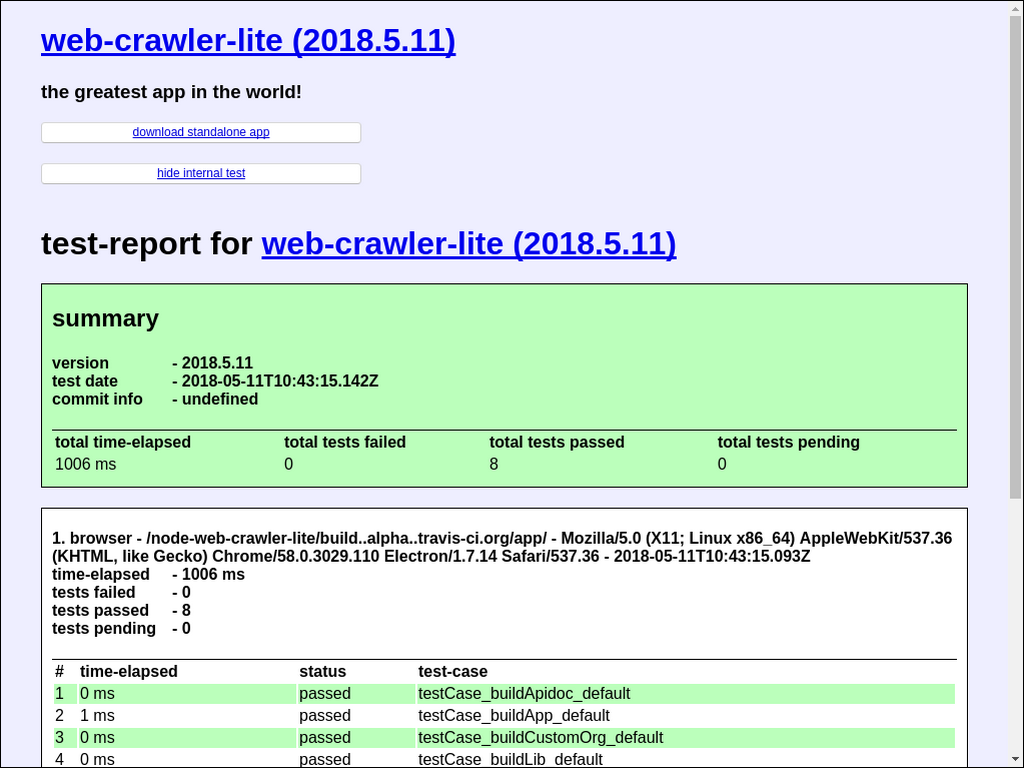 web-crawler-lite (2018.5.11)
the greatest app in the world!
download standalone app
hide internal test
test-report for web-crawler-lite (2018.5.11)
summary
version - 2018.5.11
test date - 2018-05-11T10:43:15.142Z
commit info - undefined
total time-elapsed total tests failed total tests passed total tests pending
1006 ms 0 8 0
1. browser - /node-web-crawler-lite/build..alpha..travis-ci.org/app/ - Mozilla/5.0 (X11; Linux x86_64) AppleWebKit/537.36
(KHTML, like Gecko) Chrome/58.0.3029.110 Electron/1.7.14 Safari/537.36 - 2018-05-11T10:43:15.093Z
time-elapsed - 1006 ms
tests failed - 0
tests passed - 8
tests pending - 0
# time-elapsed status test-case
1 0 ms passed testCase_buildApidoc_default
2 1 ms passed testCase_buildApp_default
3 0 ms passed testCase_buildCustomOrg_default
4 0 ms passed testCase_buildLib_default